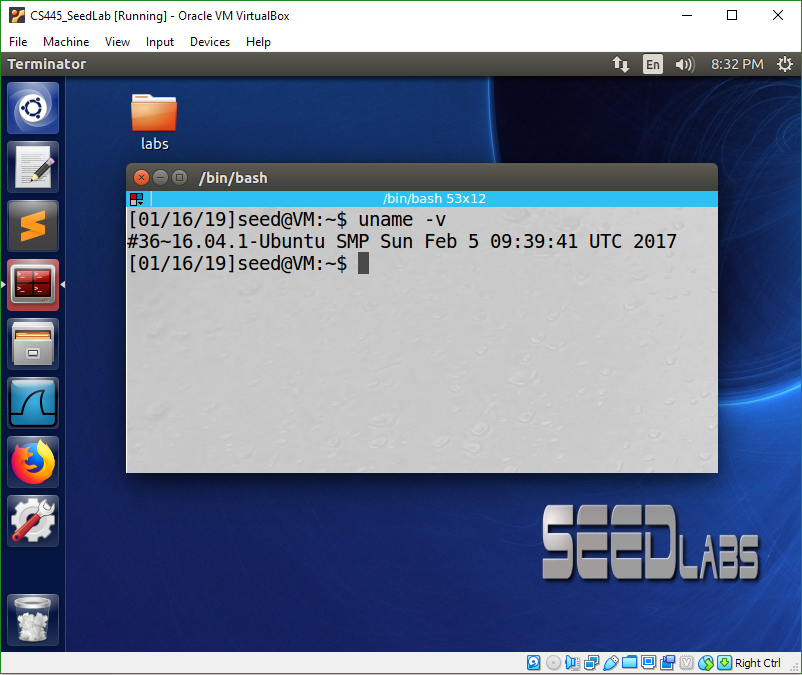 CS445_SeedLab [Running] - Oracle VM VirtualBox
File Machine View Input Devices Help
Terminator En 8:32 PM
labs
/bin/bash
/bin/bash 53x12
[01/16/19]seed@VM:~$ uname -v
#36~16.04.1-Ubuntu SMP Sun Feb 5 09:39:41 UTC 2017
[01/16/19]seed@VM:~$
SEEDLABS
Right Ctrl